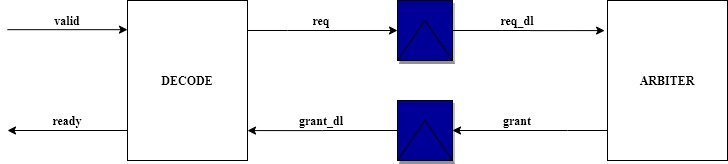 valid
req
req_dl
DECODE
ARBITER
ready
grant_dl
grant